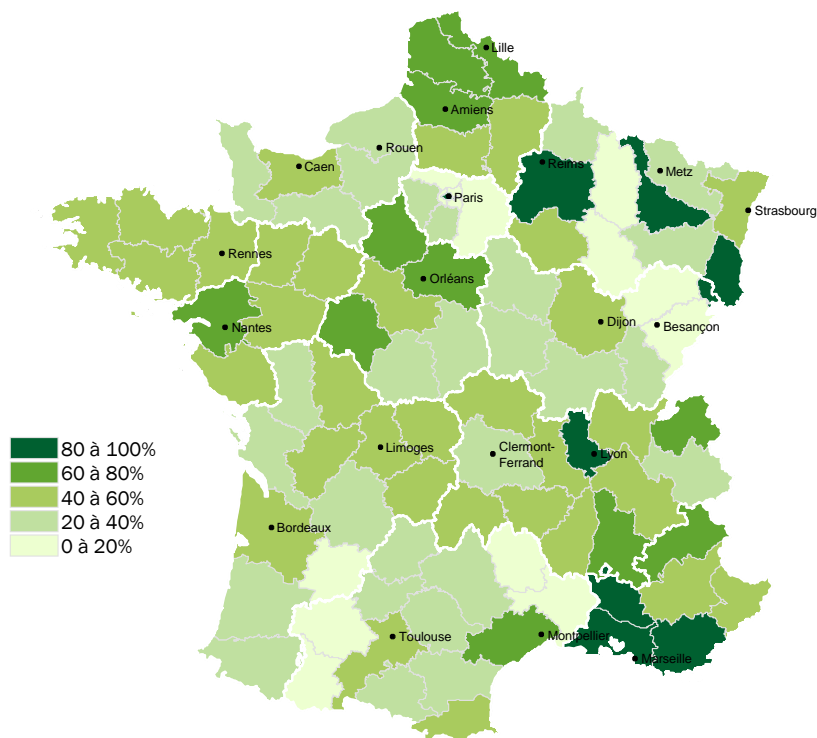 Lille
Amiens
Rouen
Caen
Reims
Metz
Paris
Strasbourg
Rennes
Orléans
Nantes
Dijon
Besançon
80 à 100%
60 à 80%
40 à 60%
20 à 40%
0 à 20%
Limoges
Clermont-
Ferrand
Lyon
Bordeaux
Toulouse
Montpellier
Marseille